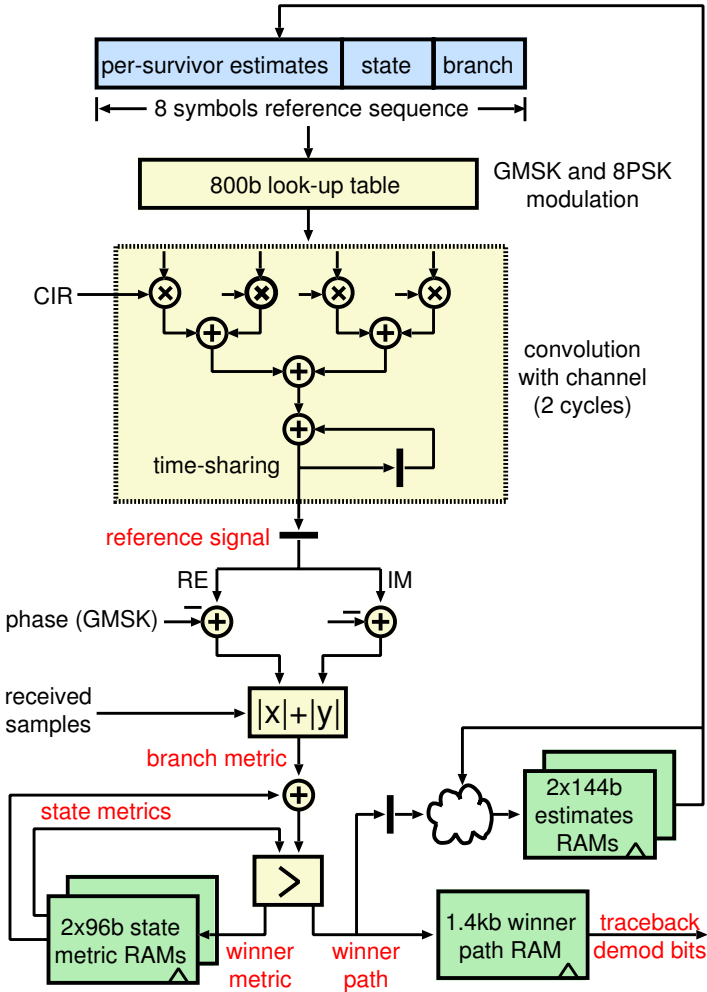 per-survivor estimates
state
branch
8 symbols reference sequence
800b look-up table
GMSK and 8PSK
modulation
CIR
convolution
with channel
(2 cycles)
time-sharing
reference signal
RE
IM
phase (GMSK)
received
samples
|x|+|y|
branch metric
state metrics
2x144b
estimates
RAMs
>
2x96b state
metric RAMs
winner
metric
winner
path
1.4kb winner
path RAM
traceback
demod bits